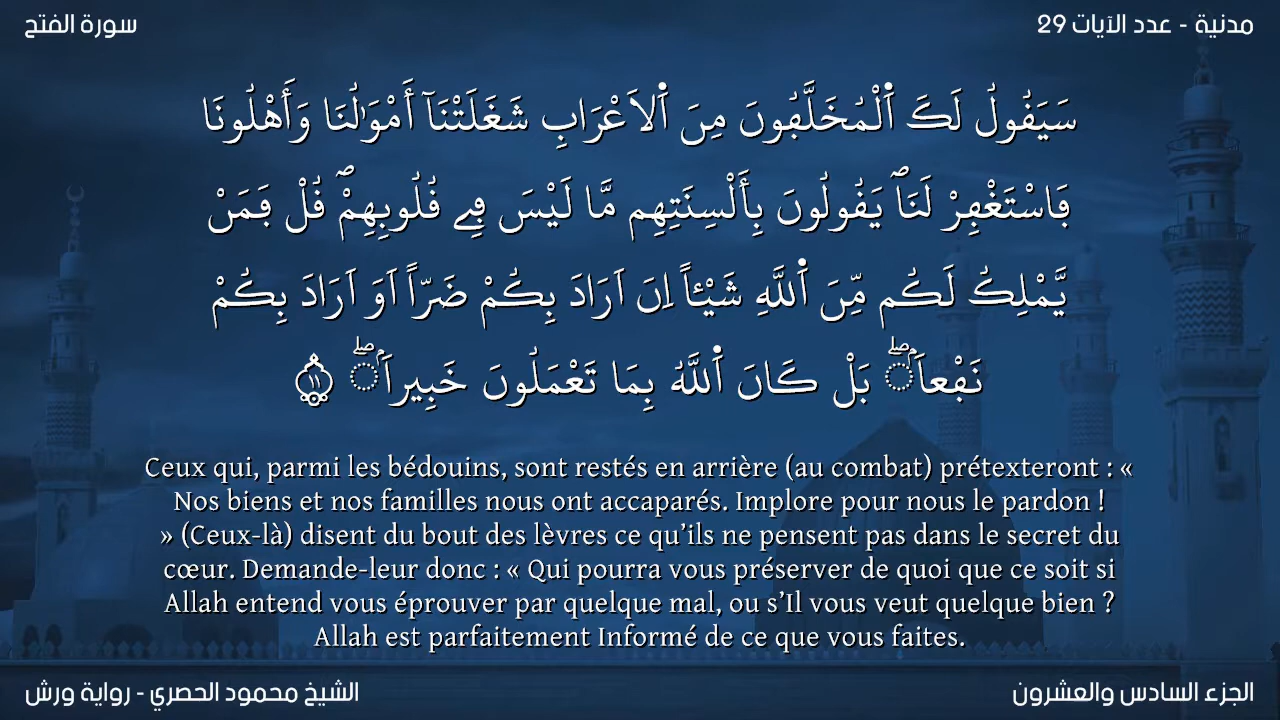 مدنية - عدد الآيات 29
سورة الفتح
سَيَقُولُ لَكَ اَ۬لْمُخَلَّفُونَ مِنَ اَ۬لَاعْرَابِ شَغَلَتْنَآ أَمْوَٰلُنَا وَأَهْلُونَا
فَاسْتَغْفِرْ لَنَاۖ يَقُولُونَ بِأَلْسِنَتِهِم مَّا لَيْسَ فِے قُلُوبِهِمْۖ قُلْ فَمَنْ
يَّمْلِكُ لَكُم مِّنَ اَ۬للَّهِ شَيْـٔاً اِنَ اَرَادَ بِكُمْ ضَرّاً اَوَ اَرَادَ بِكُمْ
نَفْعاَۢۖ بَلْ كَانَ اَ۬للَّهُ بِمَا تَعْمَلُونَ خَبِيراَۢۖ ١١
Ceux qui, parmi les bédouins, sont restés en arrière (au combat) prétexteront : «
Nos biens et nos familles nous ont accaparés. Implore pour nous le pardon !
» (Ceux-là) disent du bout des lèvres ce qu’ils ne pensent pas dans le secret du
cœur. Demande-leur donc : « Qui pourra vous préserver de quoi que ce soit si
Allah entend vous éprouver par quelque mal, ou s’Il vous veut quelque bien ?
Allah est parfaitement Informé de ce que vous faites.
الجزء السادس والعشرون
الشيخ محمود الحصري - رواية ورش